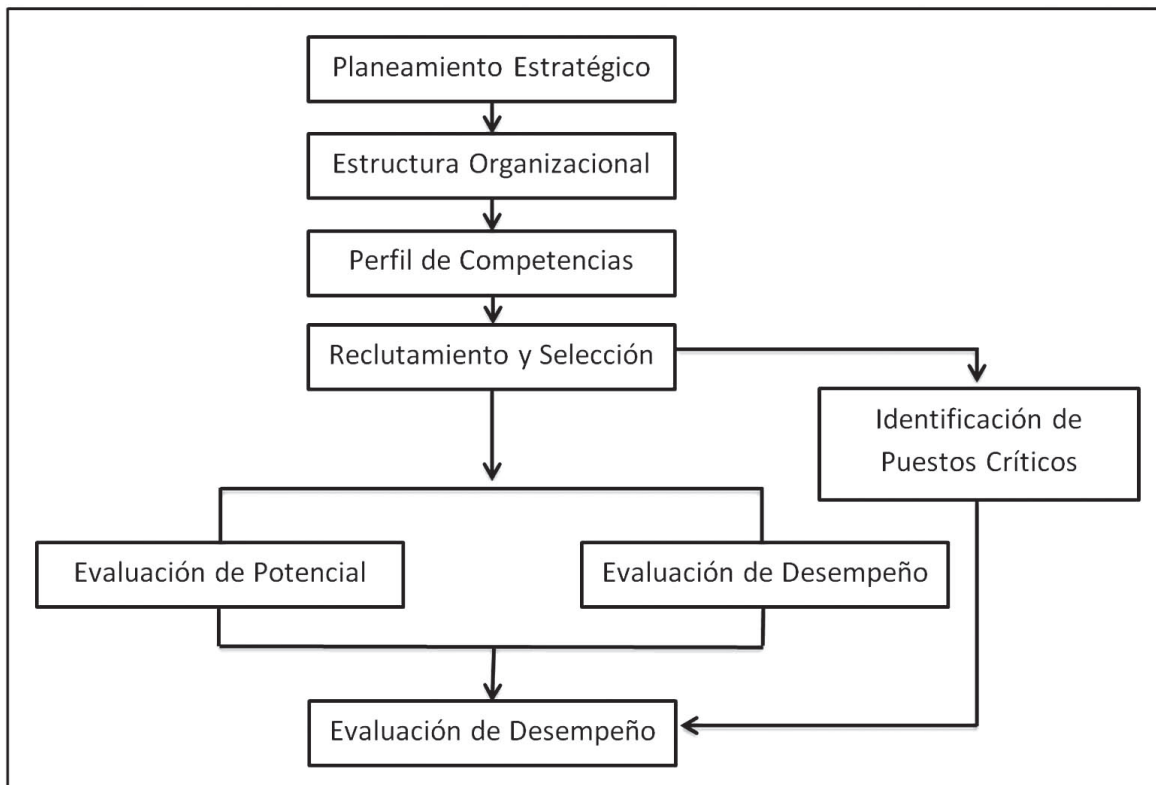 Planeamiento Estratégico
Estructura Organizacional
Perfil de Competencias
Reclutamiento y Selección
Identificación de
Puestos Críticos
Evaluación de Potencial
Evaluación de Desempeño
Evaluación de Desempeño